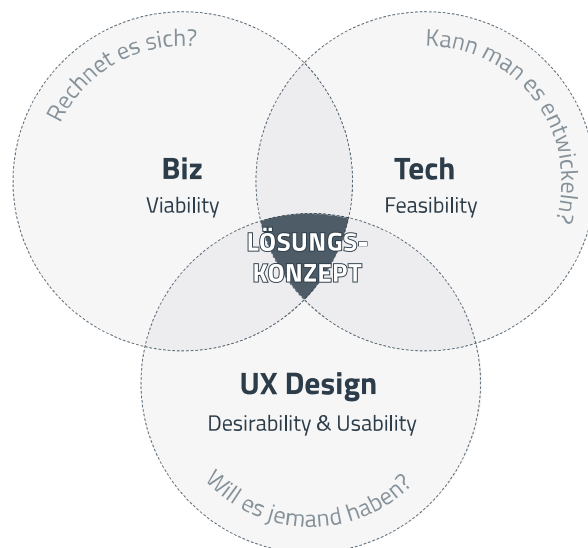 Rechnet es sich?
Kann man es entwickeln?
Biz
Viability
Tech
Feasibility
LÖSUNGS-
KONZEPT
UX Design
Desirability & Usability
Will es jemand haben?